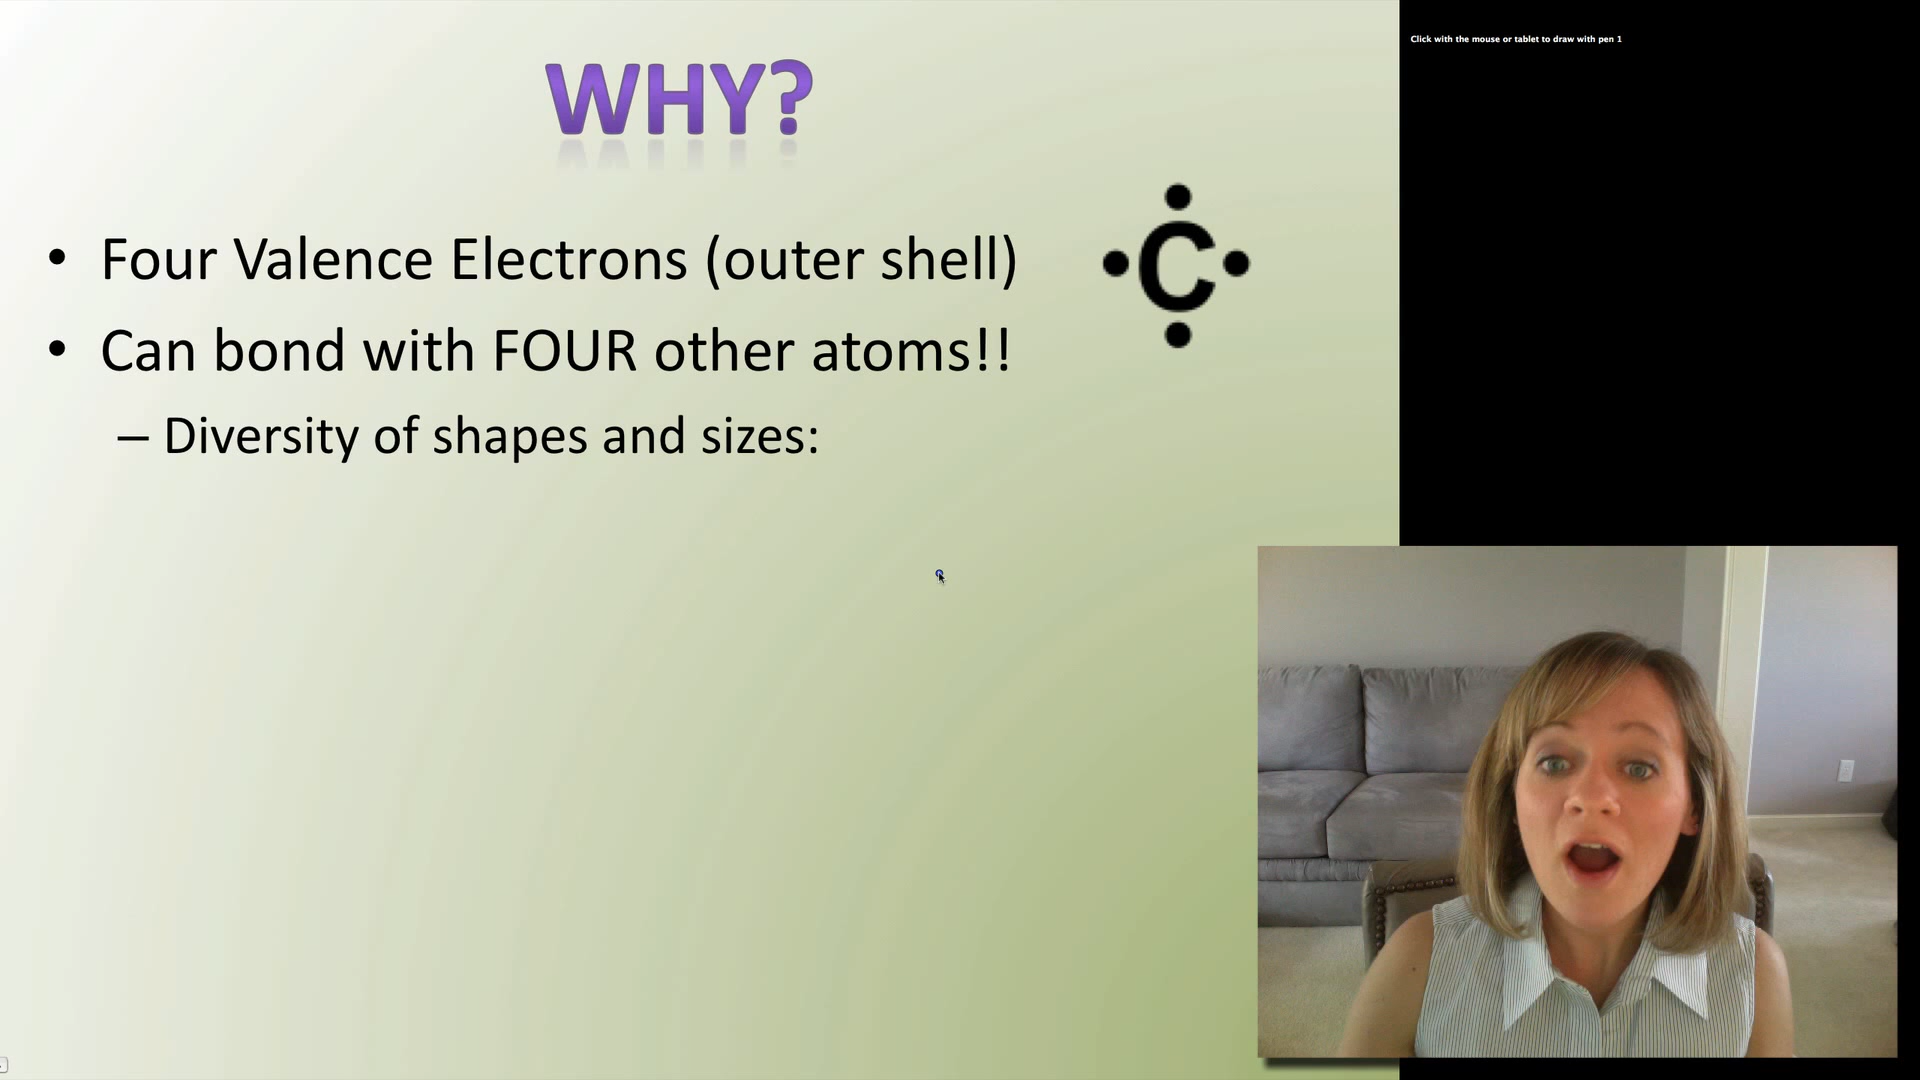 WHY?
• Four Valence Electrons (outer shell)
• Can bond with FOUR other atoms!!
– Diversity of shapes and sizes:
C
Click with the mouse or tablet to draw with pen 1